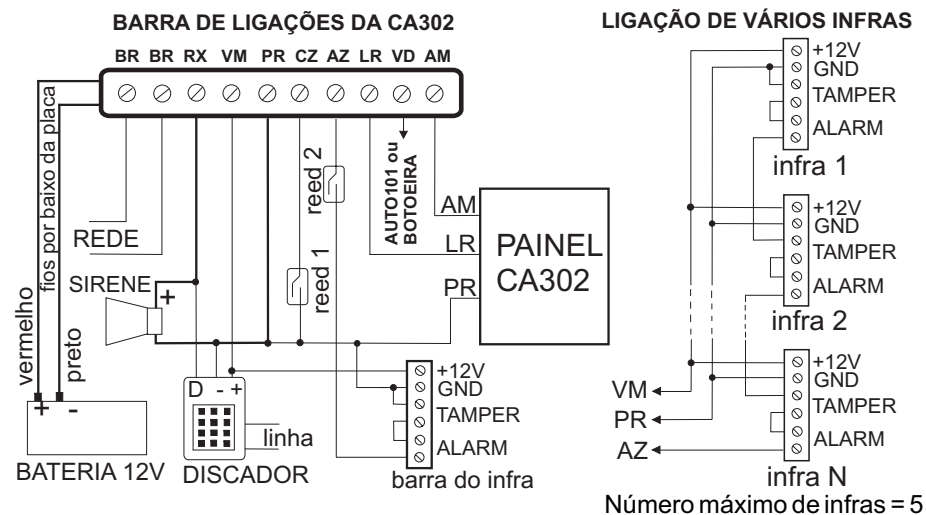 BARRA DE LIGAÇÕES DA CA302
BR BR RX VM PR CZ AZ LR VD AM
fios por baixo da placa
REDE
SIRENE
+
vermelho
preto
+ -
BATERIA 12V
D - +
linha
DISCADOR
reed 1
reed 2
AUTO101 ou
BOTOEIRA
AM
LR
PR
PAINEL
CA302
+12V
GND
TAMPER
ALARM
barra do infra
LIGAÇÃO DE VÁRIOS INFRAS
+12V
GND
TAMPER
ALARM
infra 1
+12V
GND
TAMPER
ALARM
infra 2
+12V
GND
TAMPER
ALARM
VM
PR
AZ
infra N
Número máximo de infras = 5